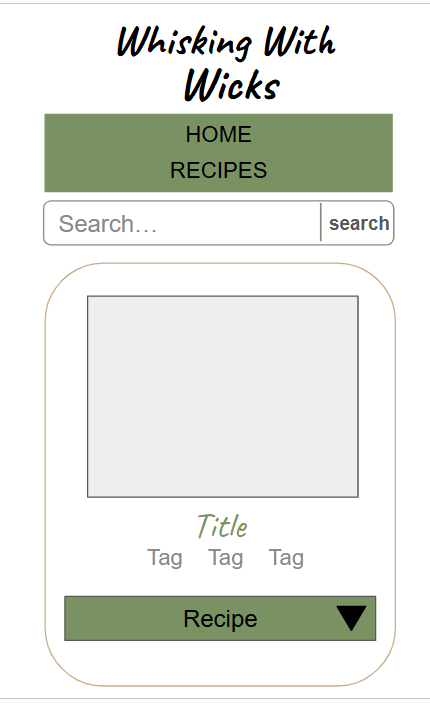 Whisking With
Wicks
HOME
RECIPES
Search... search
Title
Tag Tag Tag
Recipe